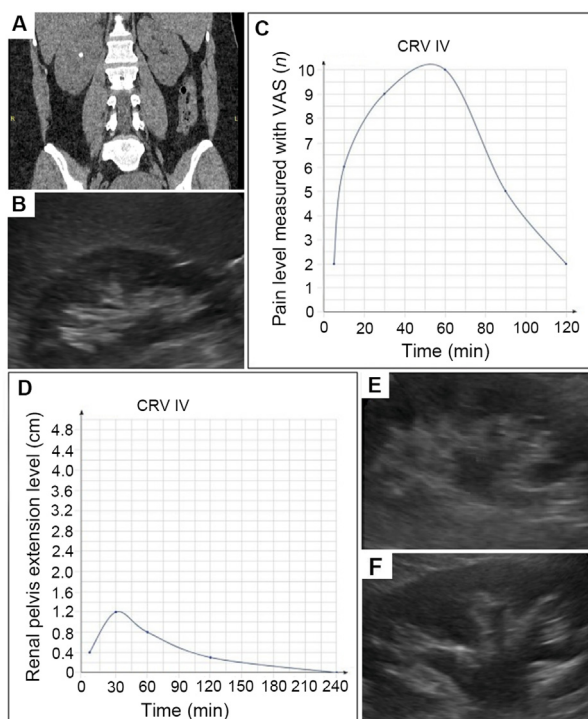 A
R
L
B
C
CRV IV
Pain level measured with VAS (n)
10
9
8
7
6
5
4
3
2
1
0
0 20 40 60 80 100 120
Time (min)
D
CRV IV
Renal pelvis extension level (cm)
4.8
4.4
4.0
3.6
3.2
2.8
2.4
2.0
1.6
1.2
0.8
0.4
0
0 30 60 90 120 150 180 210 240
Time (min)
E
F